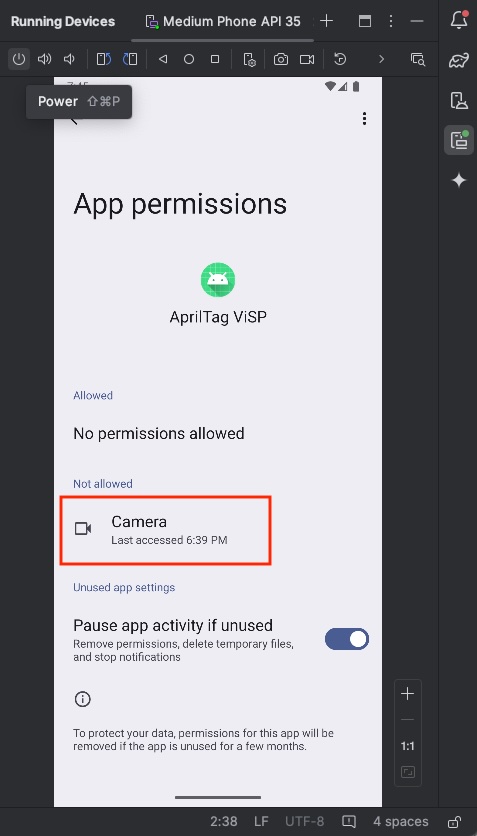 Running Devices
Medium Phone API 35
Power ⇧⌘P
App permissions
AprilTag ViSP
Allowed
No permissions allowed
Not allowed
Camera
Last accessed 6:39 PM
Unused app settings
Pause app activity if unused
Remove permissions, delete temporary files,
and stop notifications
To protect your data, permissions for this app will be
removed if the app is unused for a few months.
1:1
2:38 LF UTF-8 4 spaces